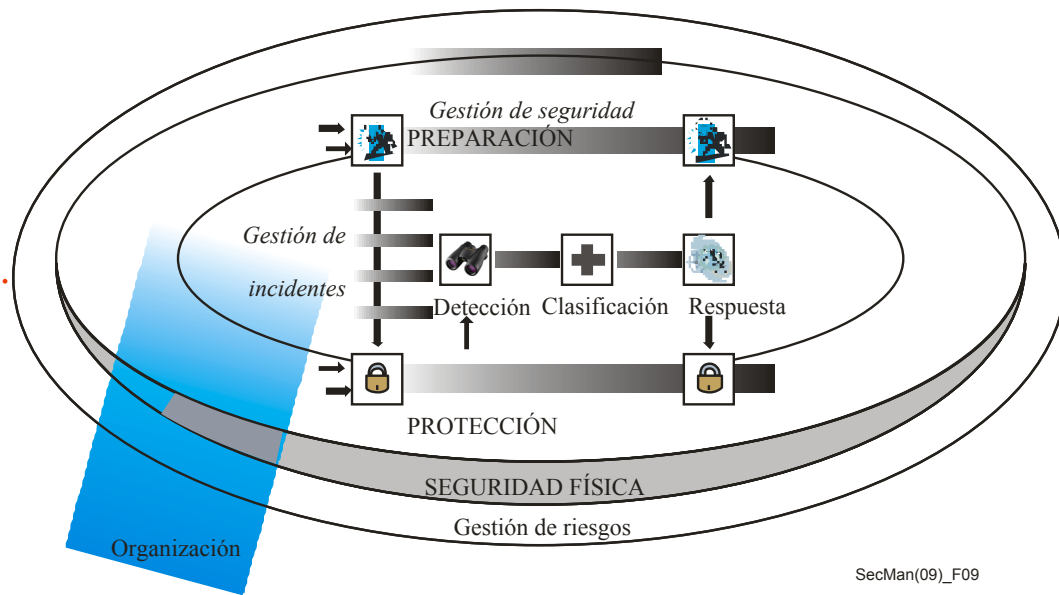 Gestión de seguridad
PREPARACIÓN
Gestión de
incidentes
Detección
Clasificación
Respuesta
PROTECCIÓN
SEGURIDAD FÍSICA
Gestión de riesgos
Organización
SecMan(09)_F09